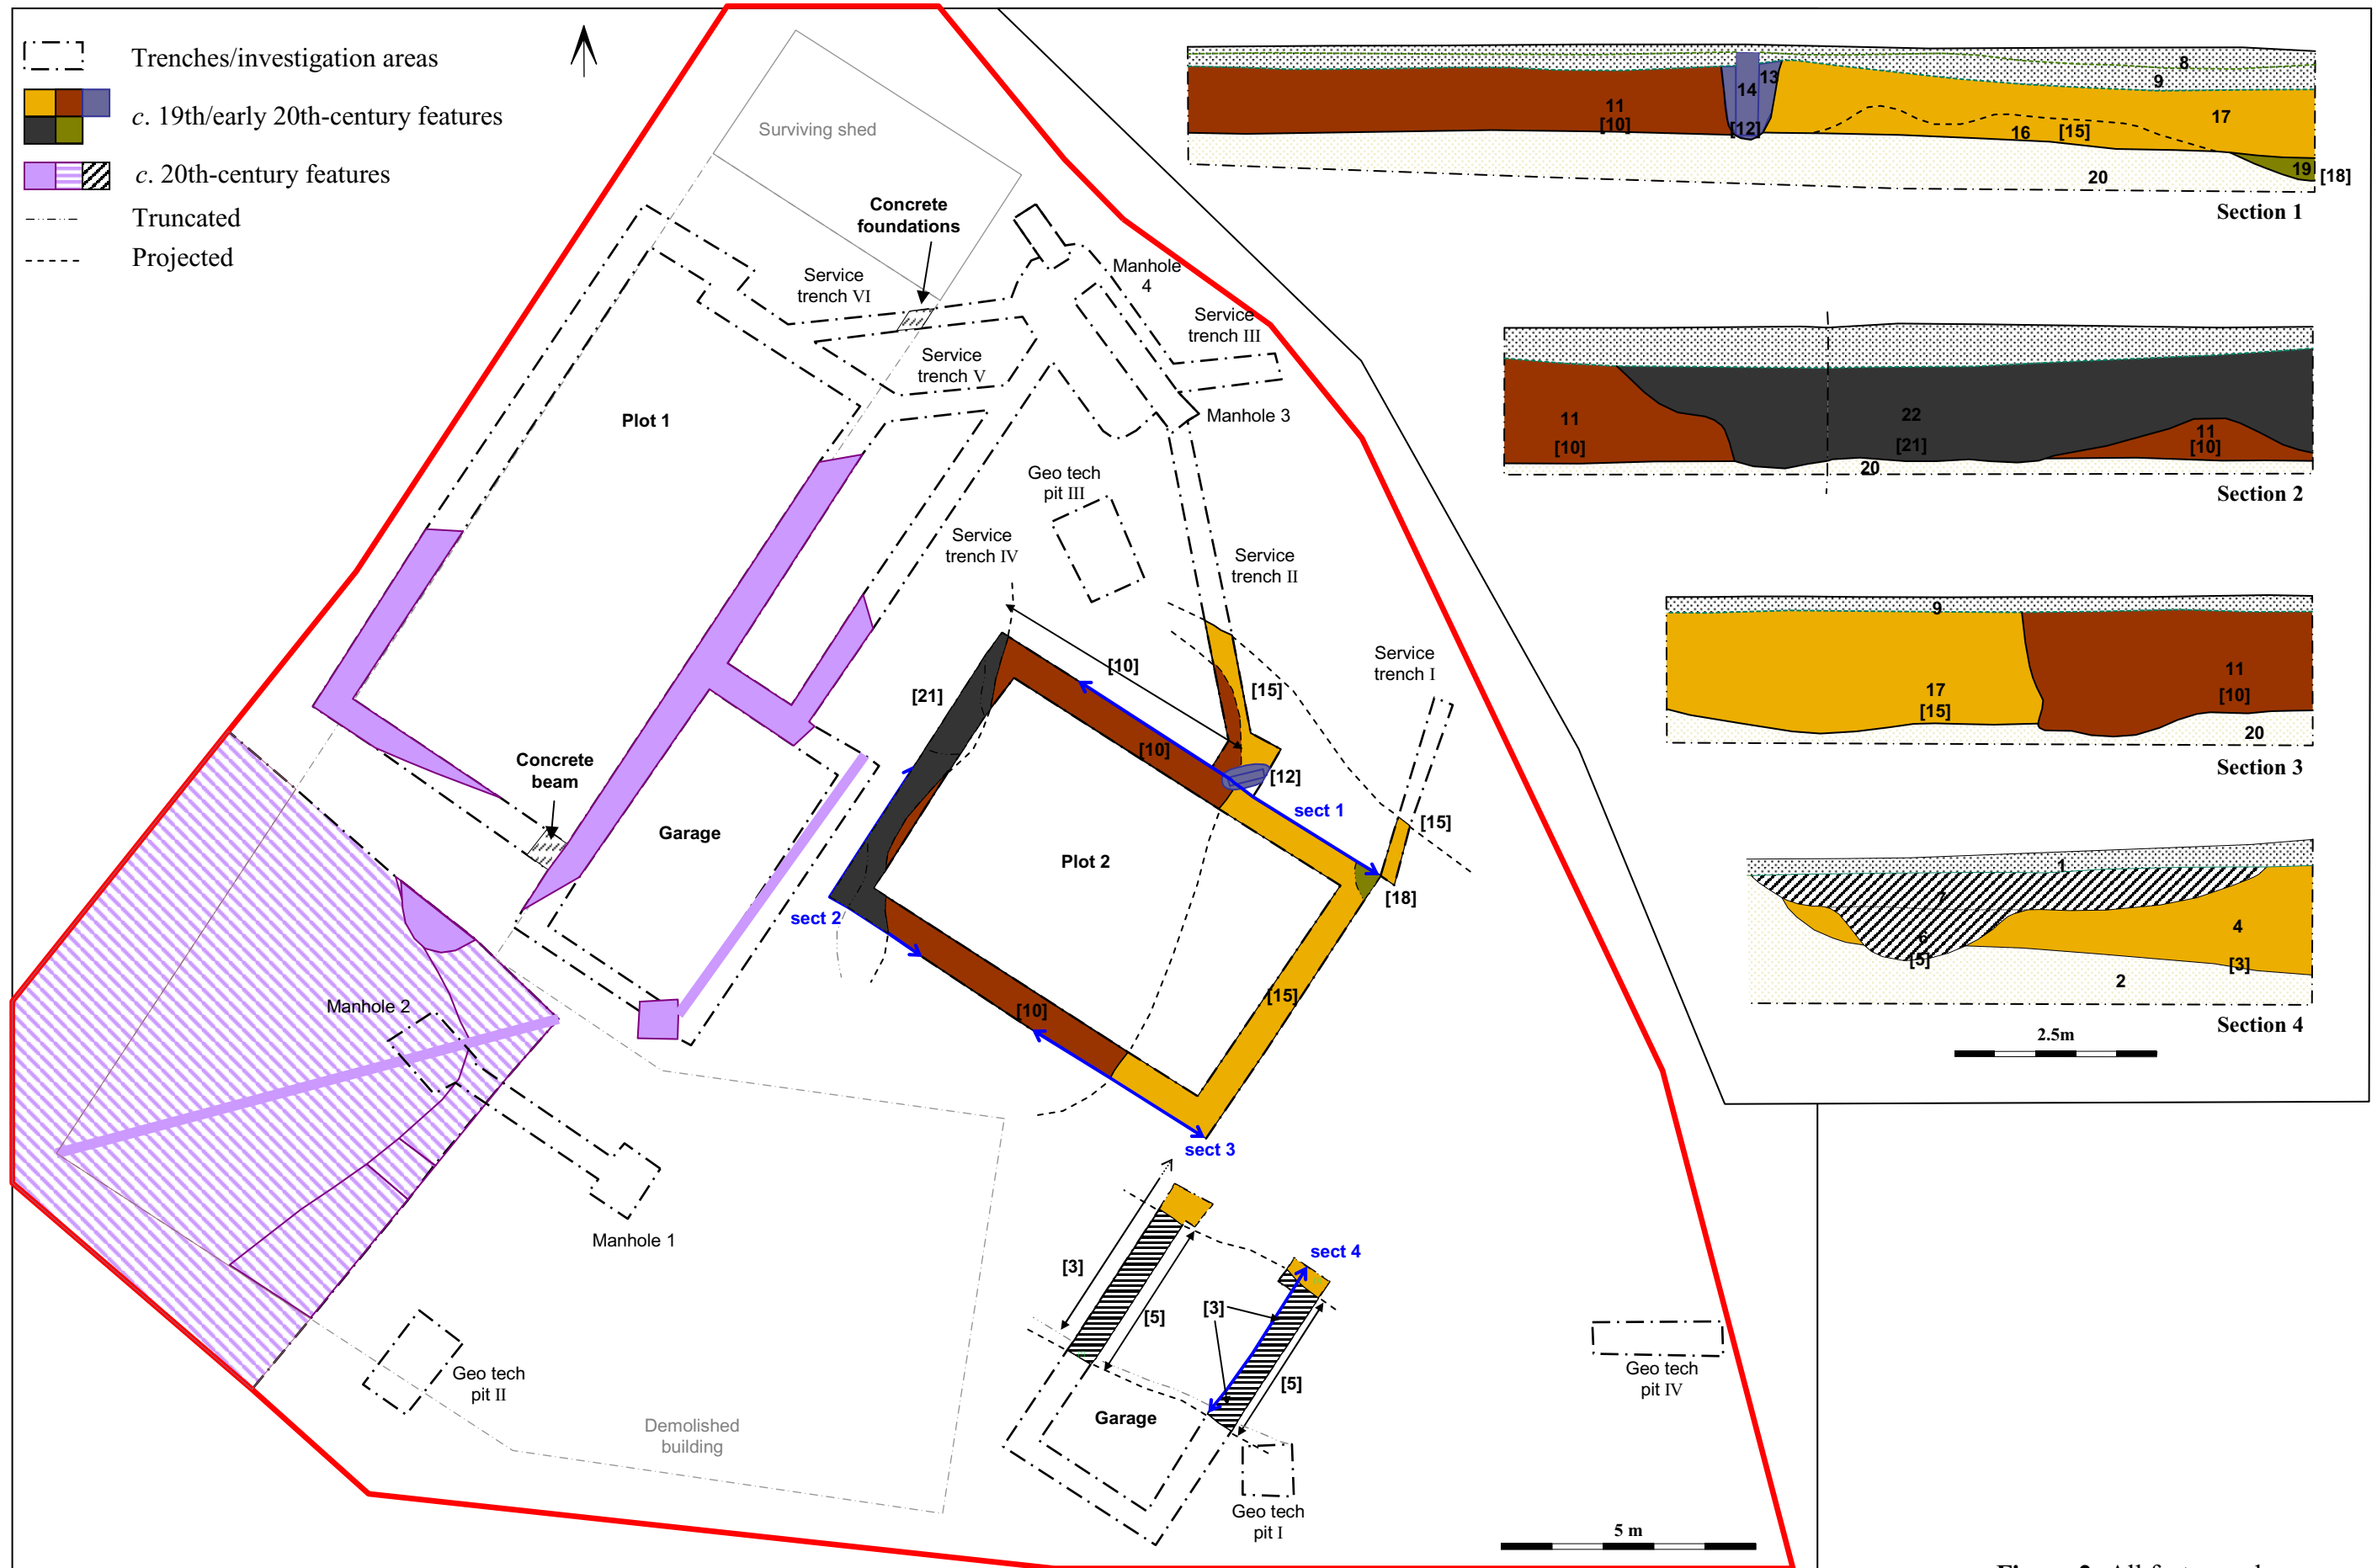 Trenches/investigation areas
c. 19th/early 20th-century features
c. 20th-century features
Truncated
Projected
Surviving shed
Concrete
foundations
Service
trench VI
Manhole
4
Service
trench III
Service
trench V
Manhole 3
Plot 1
Geo tech
pit III
Service
trench IV
Service
trench II
Service
trench I
[10]
[15]
[21]
[10]
[12]
Concrete
beam
sect 1
[15]
Garage
Plot 2
[18]
sect 2
[15]
[10]
Manhole 2
sect 3
Manhole 1
sect 4
[3]
[3]
[5]
[5]
Geo tech
pit II
Geo tech
pit IV
Garage
Demolished
building
Geo tech
pit I
5 m
8
9
13
14
11
[10]
[12]
17
16
[15]
19
[18]
20
Section 1
11
[10]
22
[21]
11
[10]
20
Section 2
9
17
[15]
11
[10]
20
Section 3
1
7
6
[5]
4
[3]
2
Section 4
2.5m